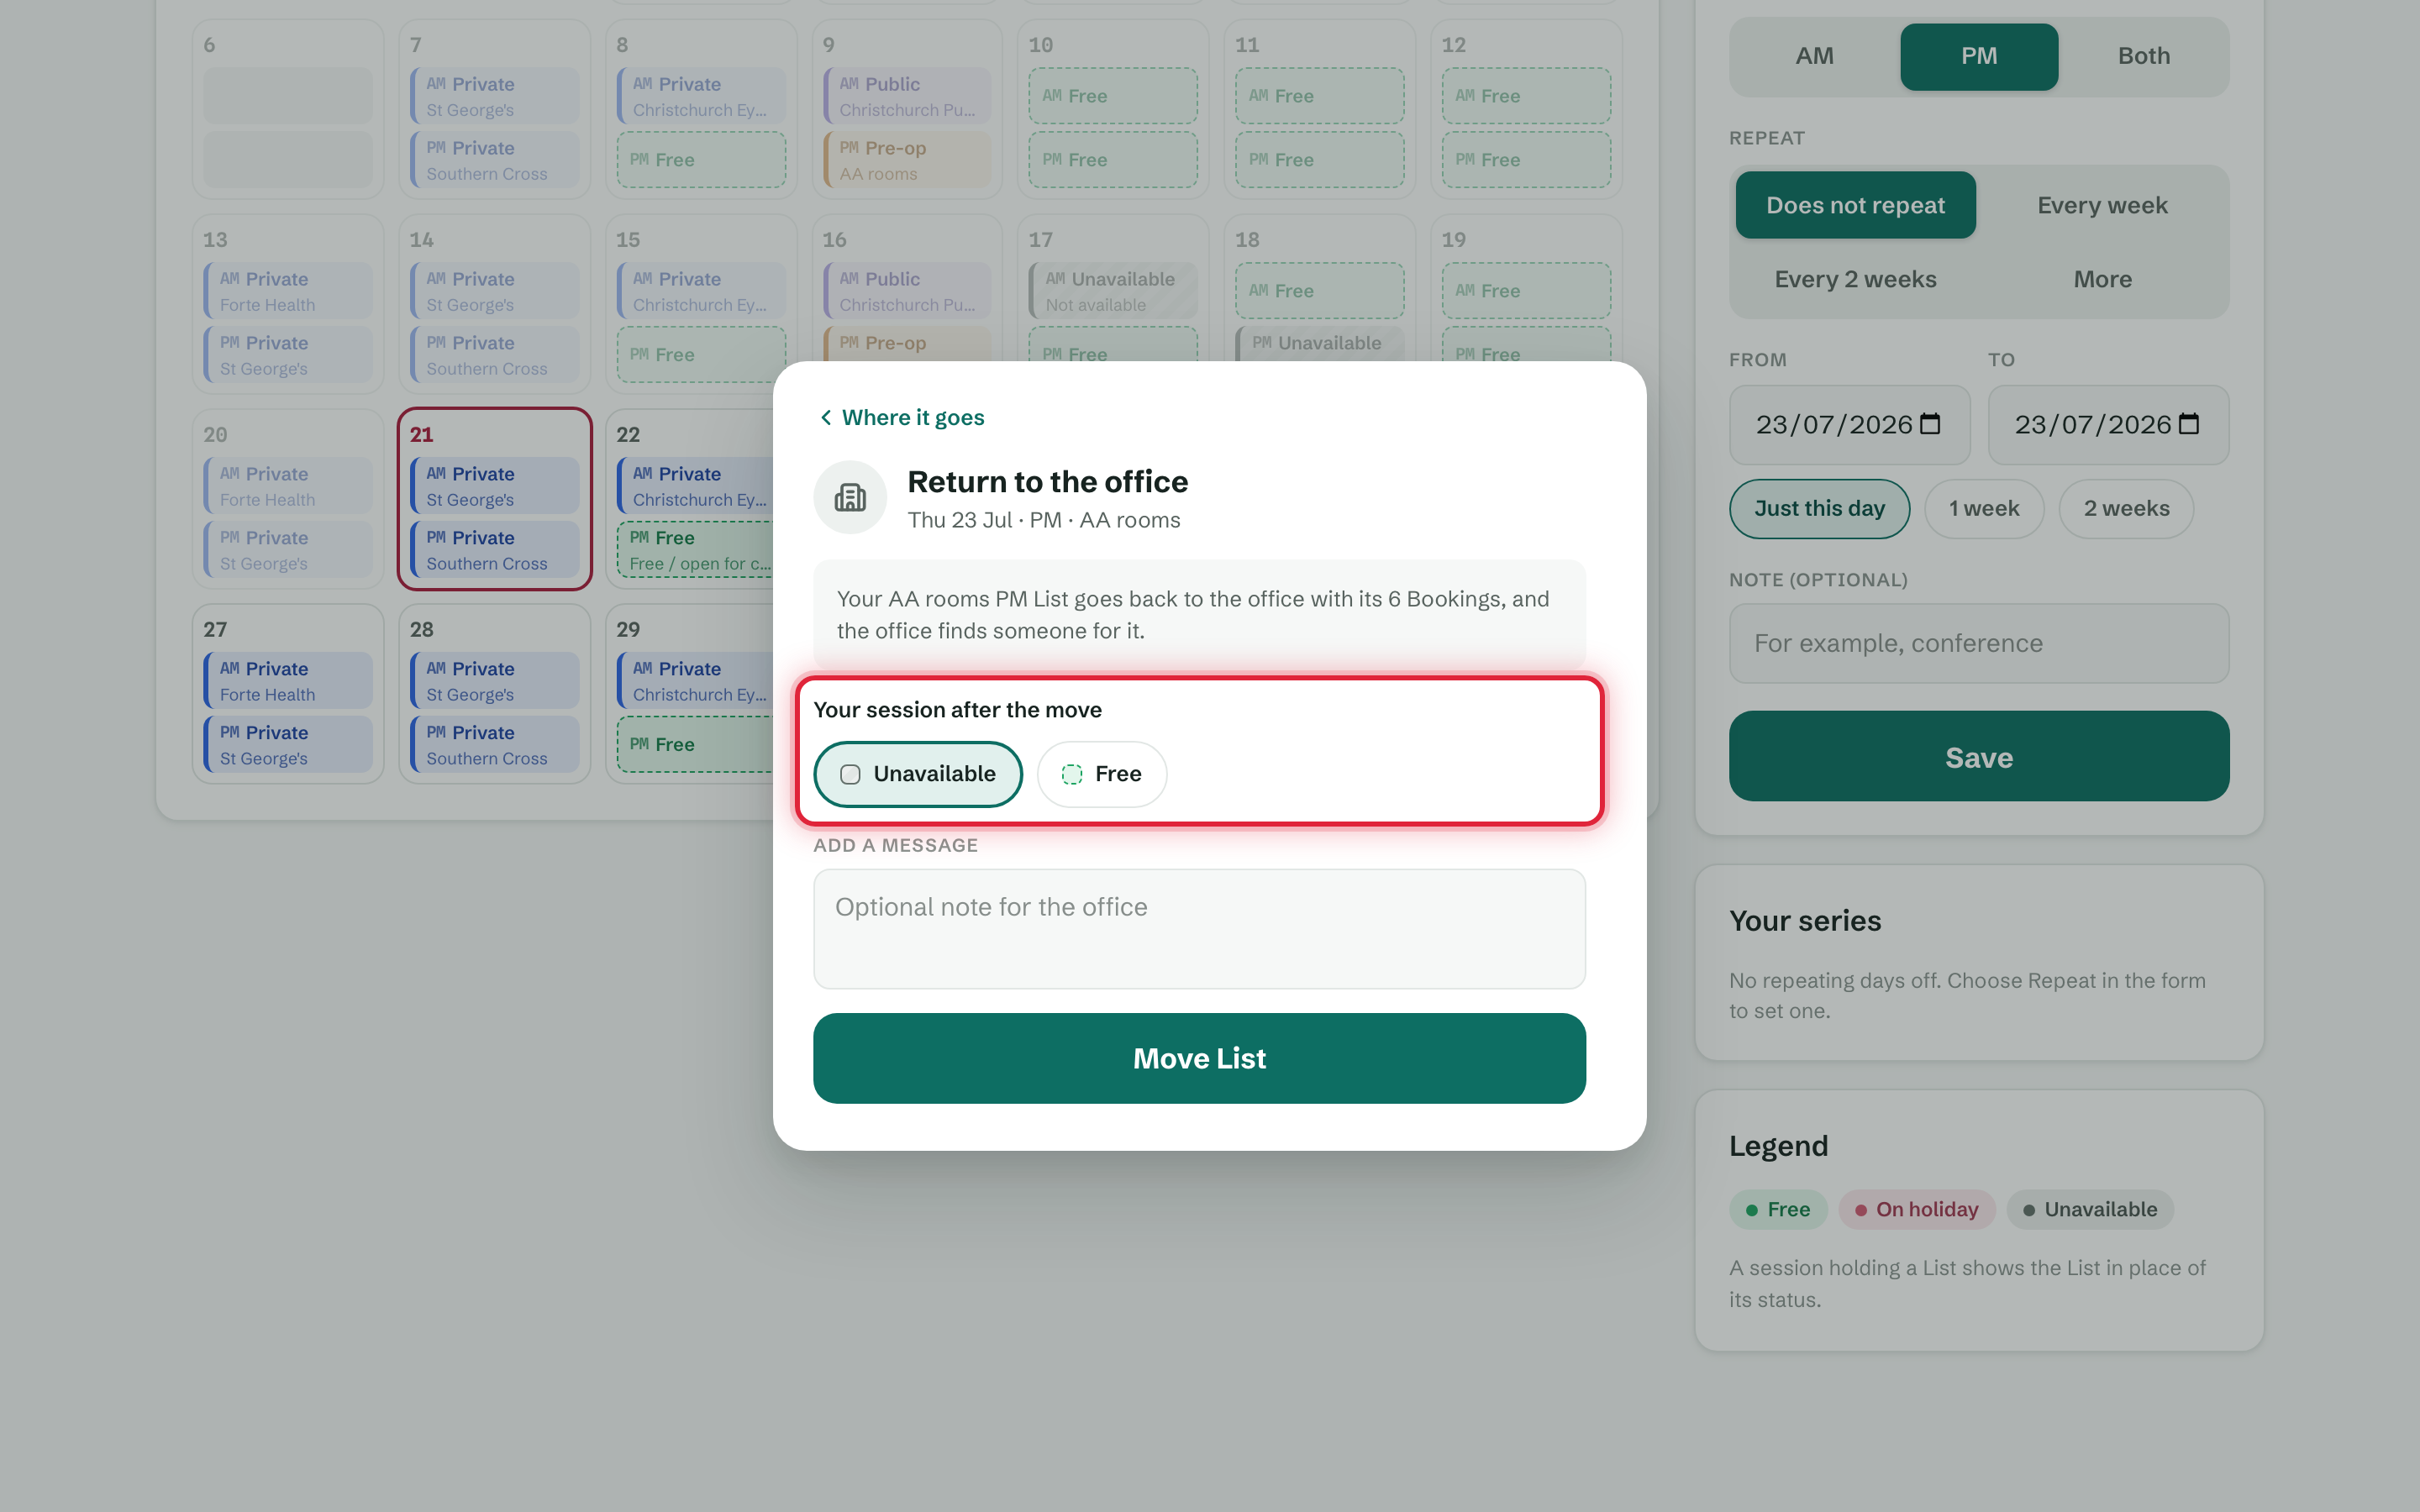 6
7
8
9
10
11
12
AM Private
St George's
PM Private
Southern Cross
AM Private
Christchurch Ey...
PM Free
AM Public
Christchurch Pu...
PM Pre-op
AA rooms
AM Free
PM Free
AM Free
PM Free
AM Free
PM Free
13
14
15
16
17
18
19
AM Private
Forte Health
PM Private
St George's
AM Private
St George's
PM Private
Southern Cross
AM Private
Christchurch Ey...
PM Free
AM Public
Christchurch Pu...
PM Pre-op
AM Unavailable
Not available
PM Free
AM Free
PM Unavailable
AM Free
PM Free
20
21
22
AM Private
Forte Health
PM Private
St George's
AM Private
St George's
PM Private
Southern Cross
AM Private
Christchurch Ey...
PM Free
Free / open for c...
27
28
29
AM Private
Forte Health
PM Private
St George's
AM Private
St George's
PM Private
Southern Cross
AM Private
Christchurch Ey...
PM Free
Where it goes
Return to the office
Thu 23 Jul · PM · AA rooms
Your AA rooms PM List goes back to the office with its 6 Bookings, and
the office finds someone for it.
Your session after the move
Unavailable
Free
ADD A MESSAGE
Optional note for the office
Move List
AM
PM
Both
REPEAT
Does not repeat
Every week
Every 2 weeks
More
FROM
TO
23/07/2026
23/07/2026
Just this day
1 week
2 weeks
NOTE (OPTIONAL)
For example, conference
Save
Your series
No repeating days off. Choose Repeat in the form
to set one.
Legend
Free
On holiday
Unavailable
A session holding a List shows the List in place of
its status.